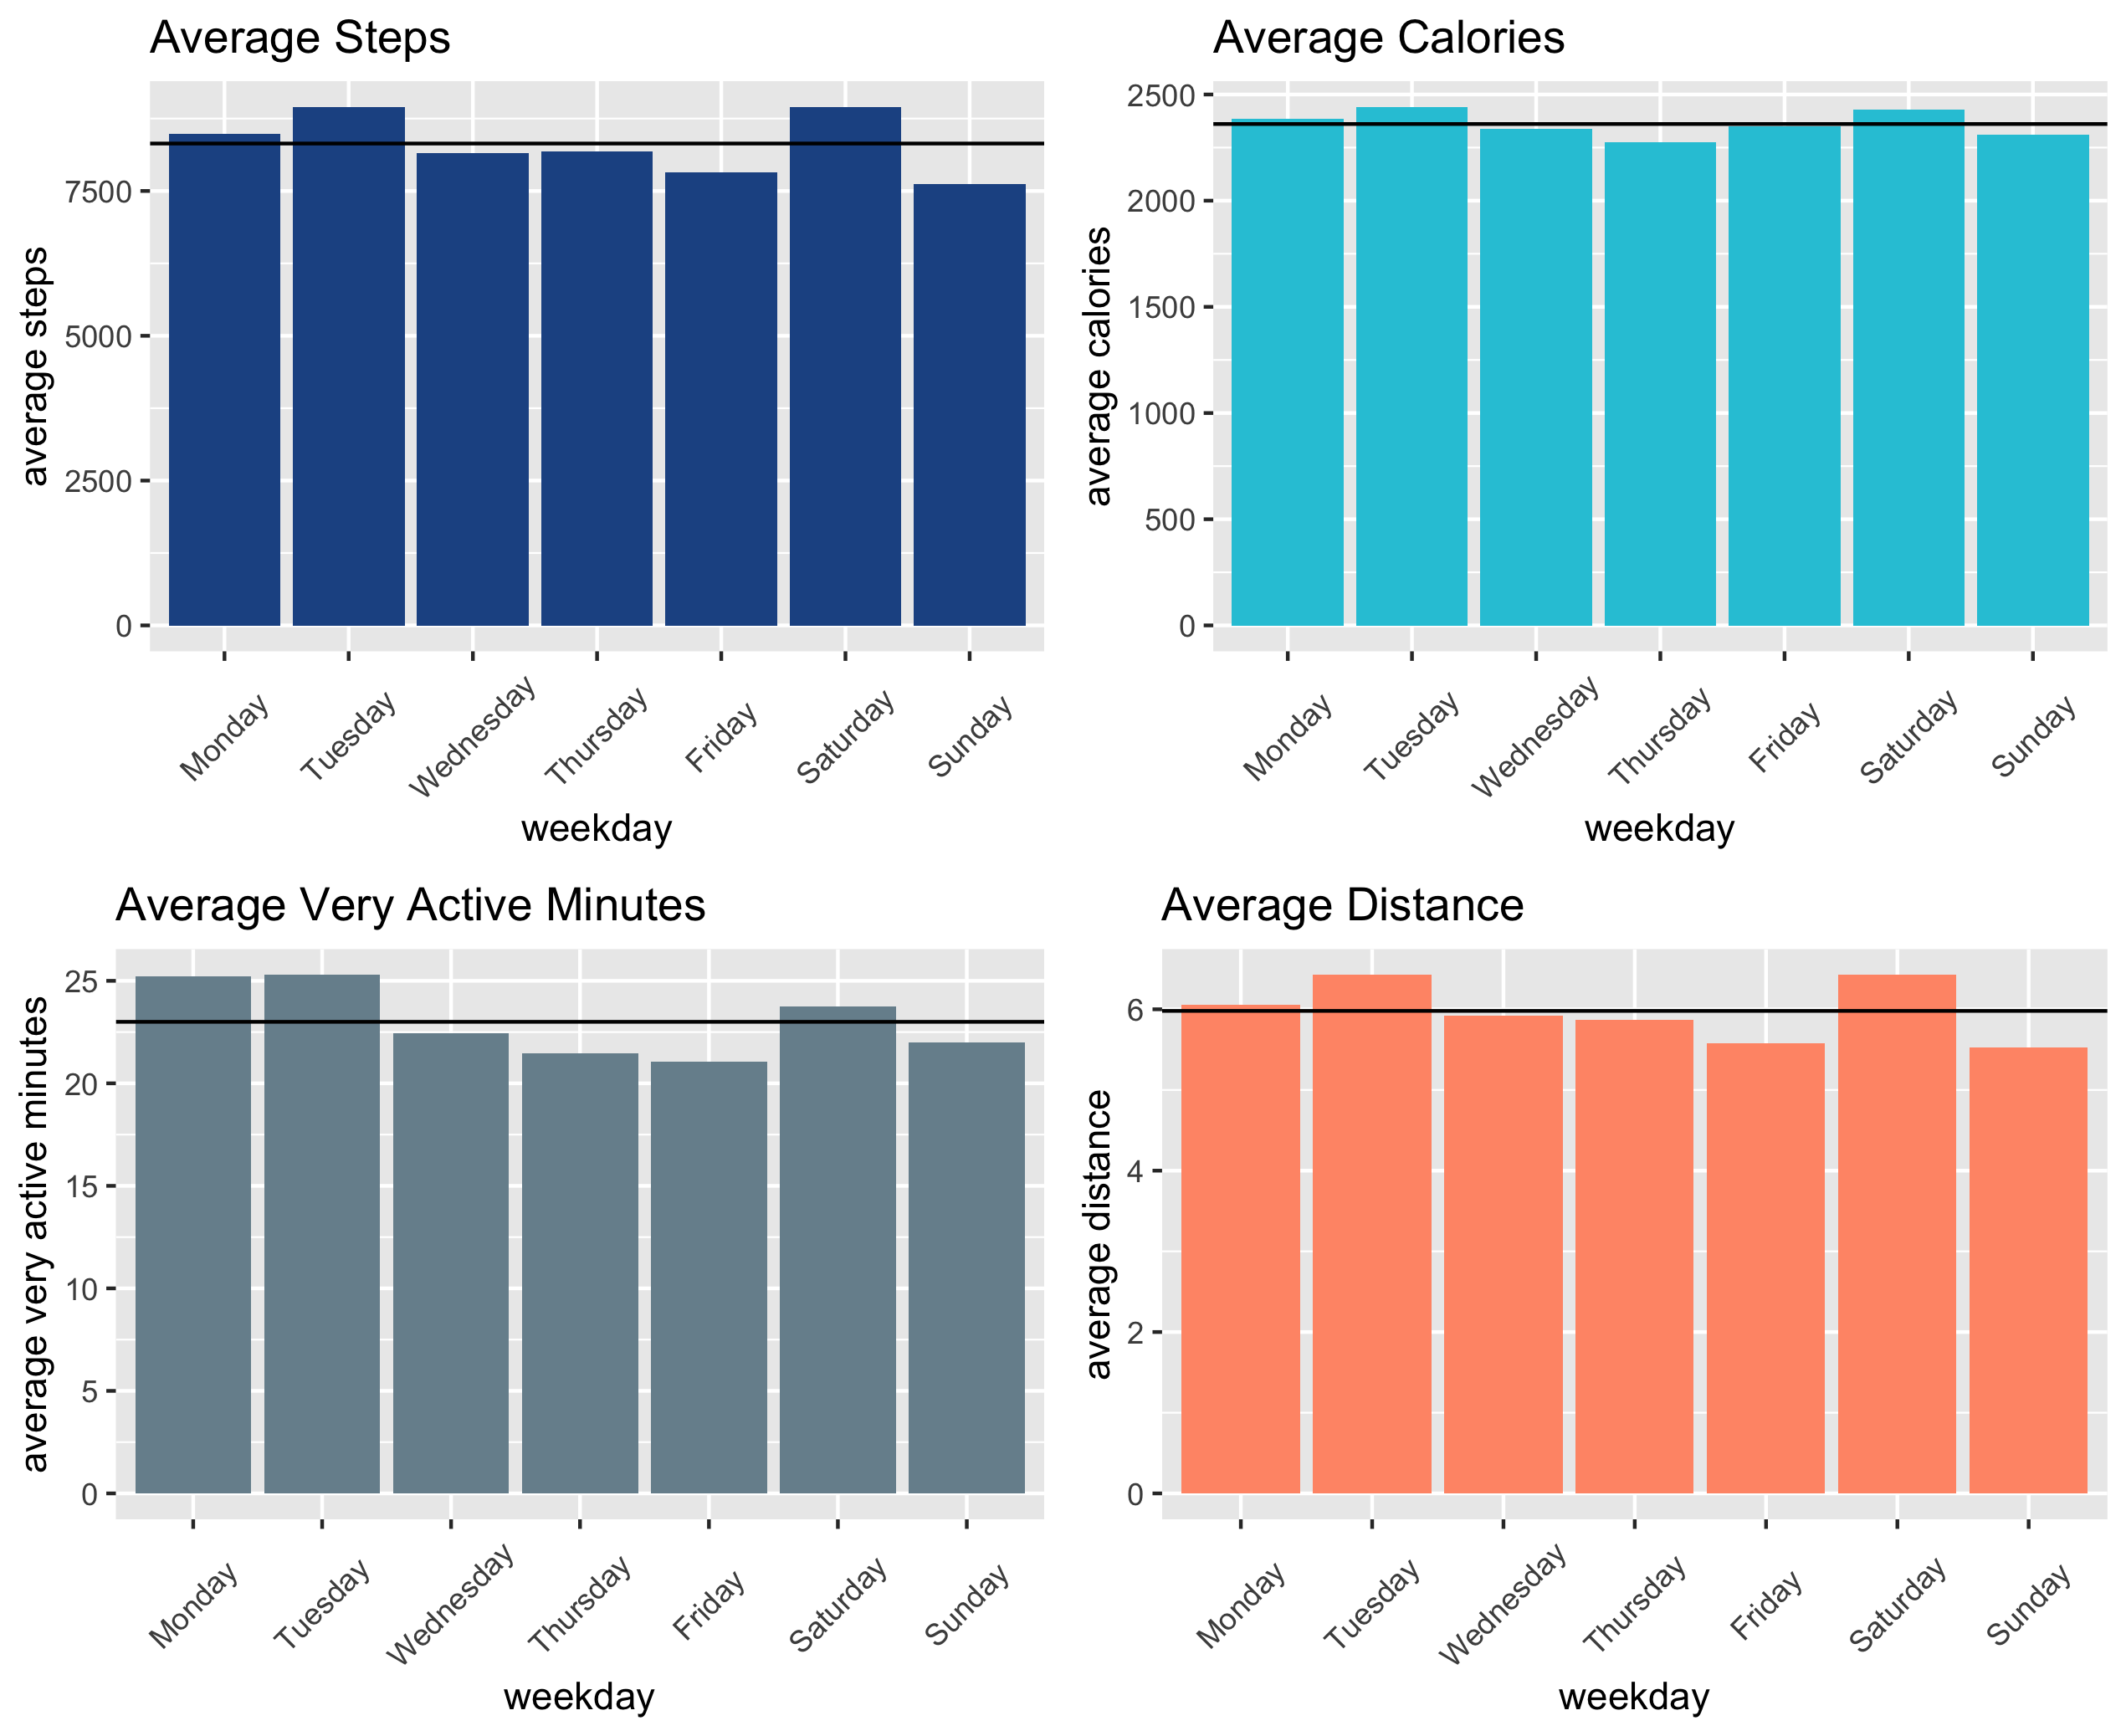 Average Steps
average steps
7500
5000
2500
0
Monday
Tuesday
Wednesday
Thursday
Friday
Saturday
Sunday
weekday
Average Calories
average calories
2500
2000
1500
1000
500
0
Monday
Tuesday
Wednesday
Thursday
Friday
Saturday
Sunday
weekday
Average Very Active Minutes
average very active minutes
25
20
15
10
5
0
Monday
Tuesday
Wednesday
Thursday
Friday
Saturday
Sunday
weekday
Average Distance
average distance
6
4
2
0
Monday
Tuesday
Wednesday
Thursday
Friday
Saturday
Sunday
weekday